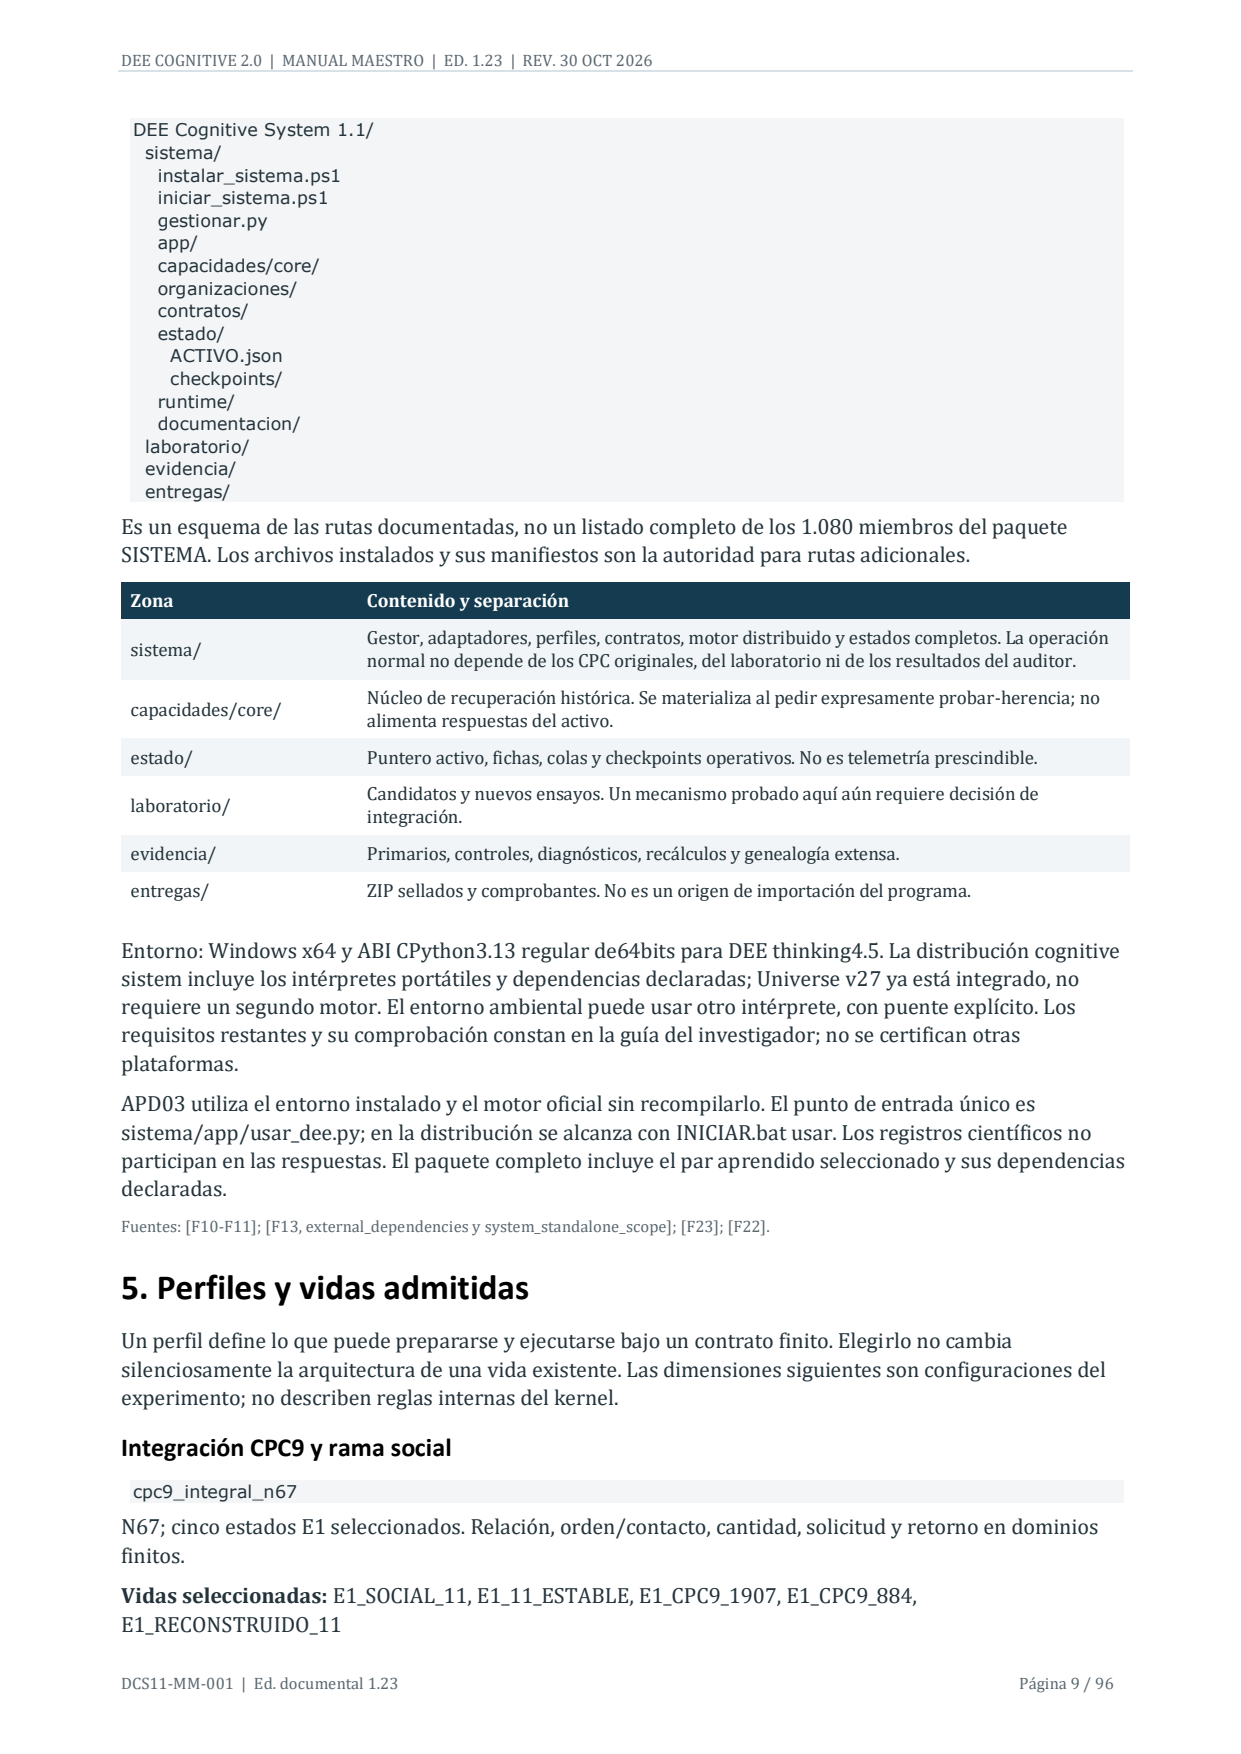 DEE COGNITIVE 2.0 | MANUAL MAESTRO | ED. 1.23 | REV. 30 OCT 2026
DEE Cognitive System 1.1/
sistema/
instalar_sistema.ps1
iniciar_sistema.ps1
gestionar.py
app/
capacidades/core/
organizaciones/
contratos/
estado/
ACTIVO.json
checkpoints/
runtime/
documentacion/
laboratorio/
evidencia/
entregas/
Es un esquema de las rutas documentadas, no un listado completo de los 1.080 miembros del paquete
SISTEMA. Los archivos instalados y sus manifiestos son la autoridad para rutas adicionales.
Zona Contenido y separación
sistema/ Gestor, adaptadores, perfiles, contratos, motor distribuido y estados completos. La operación
normal no depende de los CPC originales, del laboratorio ni de los resultados del auditor.
capacidades/core/ Núcleo de recuperación histórica. Se materializa al pedir expresamente probar-herencia; no
alimenta respuestas del activo.
estado/ Puntero activo, fichas, colas y checkpoints operativos. No es telemetría prescindible.
laboratorio/ Candidatos y nuevos ensayos. Un mecanismo probado aquí aún requiere decisión de
integración.
evidencia/ Primarios, controles, diagnósticos, recálculos y genealogía extensa.
entregas/ ZIP sellados y comprobantes. No es un origen de importación del programa.
Entorno: Windows x64 y ABI CPython3.13 regular de64bits para DEE thinking4.5. La distribución cognitive
sistem incluye los intérpretes portátiles y dependencias declaradas; Universe v27 ya está integrado, no
requiere un segundo motor. El entorno ambiental puede usar otro intérprete, con puente explícito. Los
requisitos restantes y su comprobación constan en la guía del investigador; no se certifican otras
plataformas.
APD03 utiliza el entorno instalado y el motor oficial sin recompilarlo. El punto de entrada único es
sistema/app/usar_dee.py; en la distribución se alcanza con INICIAR.bat usar. Los registros científicos no
participan en las respuestas. El paquete completo incluye el par aprendido seleccionado y sus dependencias
declaradas.
Fuentes: [F10-F11]; [F13, external_dependencies y system_standalone_scope]; [F23]; [F22].
5. Perfiles y vidas admitidas
Un perfil define lo que puede prepararse y ejecutarse bajo un contrato finito. Elegirlo no cambia
silenciosamente la arquitectura de una vida existente. Las dimensiones siguientes son configuraciones del
experimento; no describen reglas internas del kernel.
Integración CPC9 y rama social
cpc9_integral_n67
N67; cinco estados E1 seleccionados. Relación, orden/contacto, cantidad, solicitud y retorno en dominios
finitos.
Vidas seleccionadas: E1_SOCIAL_11, E1_11_ESTABLE, E1_CPC9_1907, E1_CPC9_884,
E1_RECONSTRUIDO_11
DCS11-MM-001 | Ed. documental 1.23 Página 9 / 96